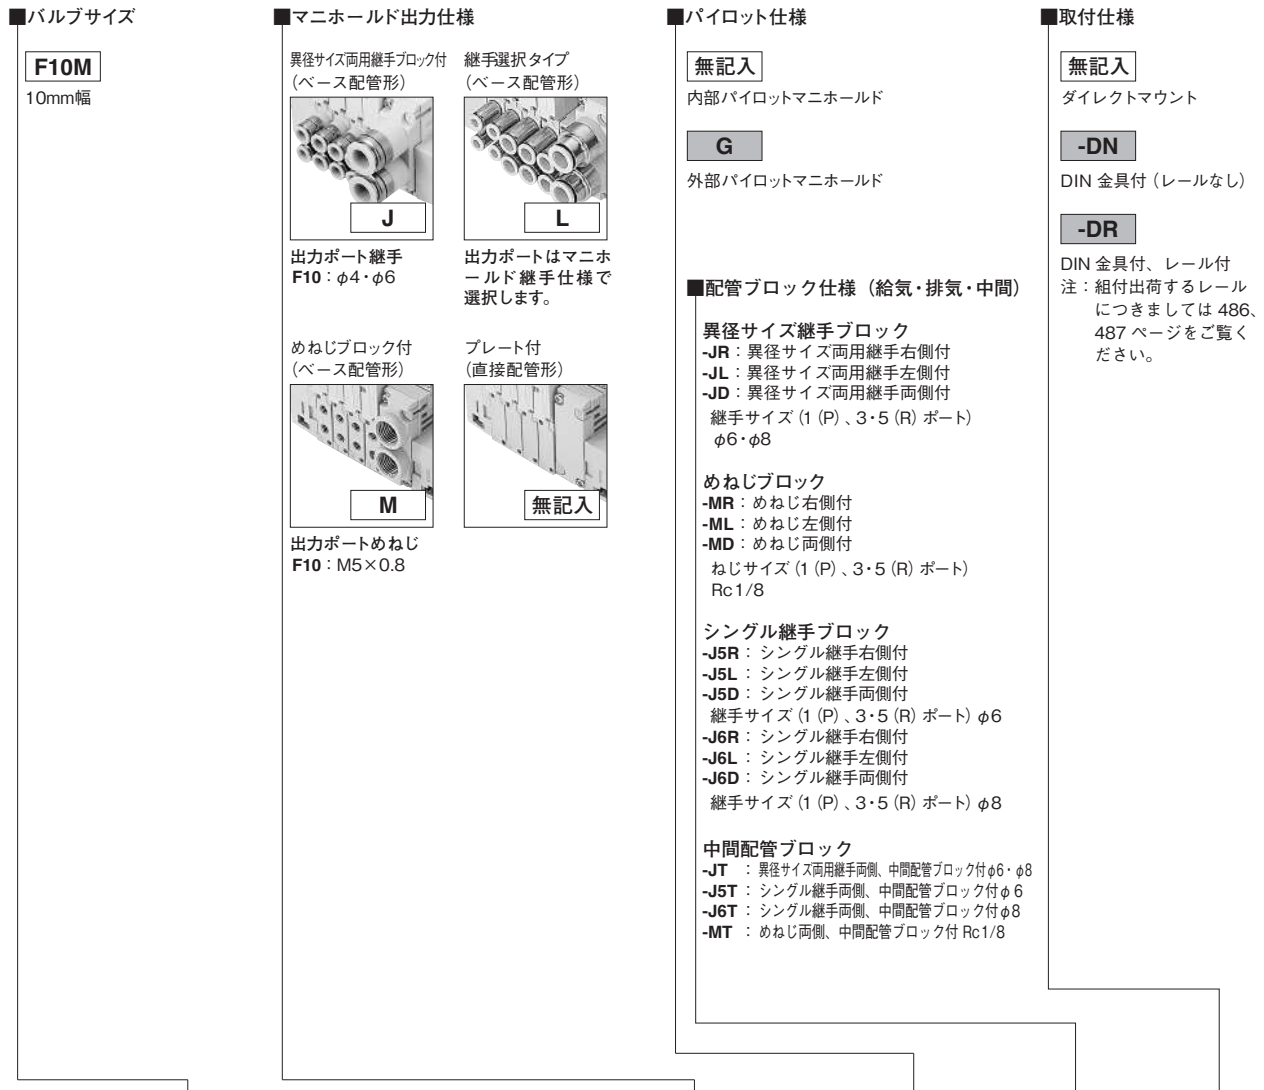 ■バルブサイズ
F10M
10mm幅
■マニホールド出力仕様
異径サイズ両用継手ブロック付
(ベース配管形)
J
出力ポート継手
F10：φ4・φ6
継手選択タイプ
(ベース配管形)
L
出力ポートはマニホ
ールド継手仕様で
選択します。
めねじブロック付
(ベース配管形)
M
出力ポートめねじ
F10：M5×0.8
プレート付
(直接配管形)
無記入
■パイロット仕様
無記入
内部パイロットマニホールド
G
外部パイロットマニホールド
■配管ブロック仕様（給気・排気・中間）
異径サイズ継手ブロック
-JR：異径サイズ両用継手右側付
-JL：異径サイズ両用継手左側付
-JD：異径サイズ両用継手両側付
継手サイズ (1 (P) 、3・5 (R) ポート)
φ6・φ8
めねじブロック
-MR：めねじ右側付
-ML：めねじ左側付
-MD：めねじ両側付
ねじサイズ (1 (P) 、3・5 (R) ポート)
Rc1/8
シングル継手ブロック
-J5R：シングル継手右側付
-J5L：シングル継手左側付
-J5D：シングル継手両側付
継手サイズ (1 (P) 、3・5 (R) ポート) φ6
-J6R：シングル継手右側付
-J6L：シングル継手左側付
-J6D：シングル継手両側付
継手サイズ (1 (P) 、3・5 (R) ポート) φ8
中間配管ブロック
-JT ：異径サイズ両用継手両側、中間配管ブロック付φ6・φ8
-J5T：シングル継手両側、中間配管ブロック付φ6
-J6T：シングル継手両側、中間配管ブロック付φ8
-MT ：めねじ両側、中間配管ブロック付 Rc1/8
■取付仕様
無記入
ダイレクトマウント
-DN
DIN 金具付（レールなし）
-DR
DIN 金具付、レール付
注：組付出荷するレール
につきましては 486、
487 ページをご覧く
ださい。